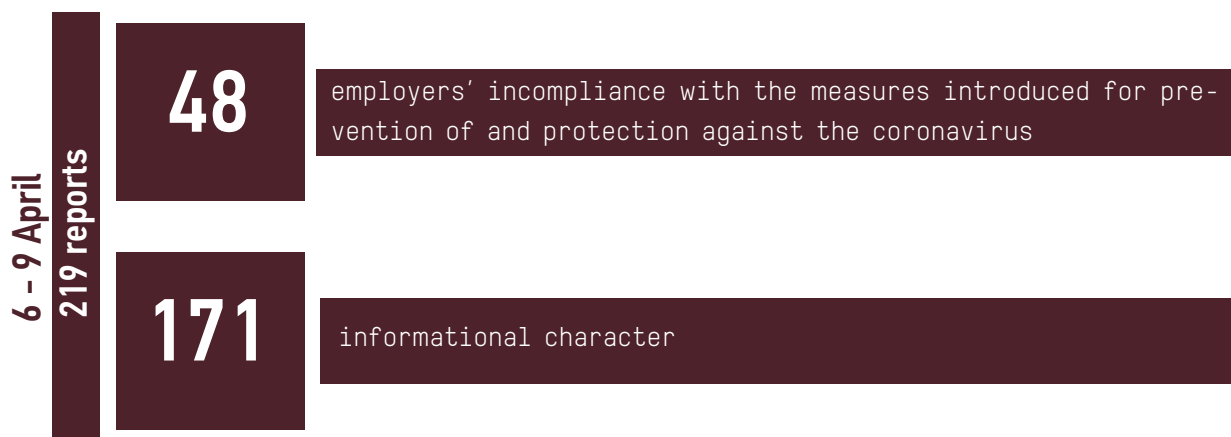 6 – 9 April
219 reports
48
employers’ incompliance with the measures introduced for pre-
vention of and protection against the coronavirus
171
informational character